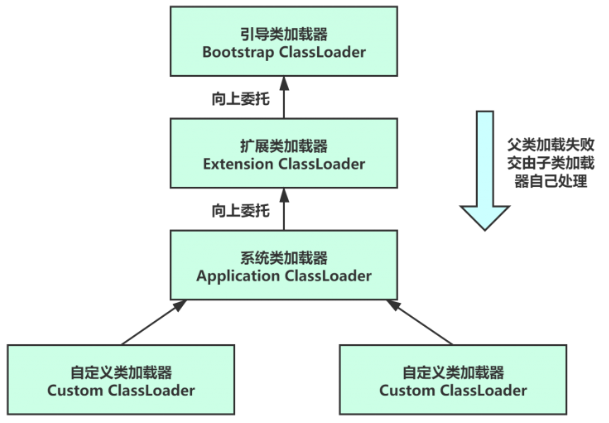 引导类加载器
Bootstrap ClassLoader
向上委托
扩展类加载器
Extension ClassLoader
父类加载失败
交由子类加载
器自己处理
向上委托
系统类加载器
Application ClassLoader
自定义类加载器
Custom ClassLoader
自定义类加载器
Custom ClassLoader